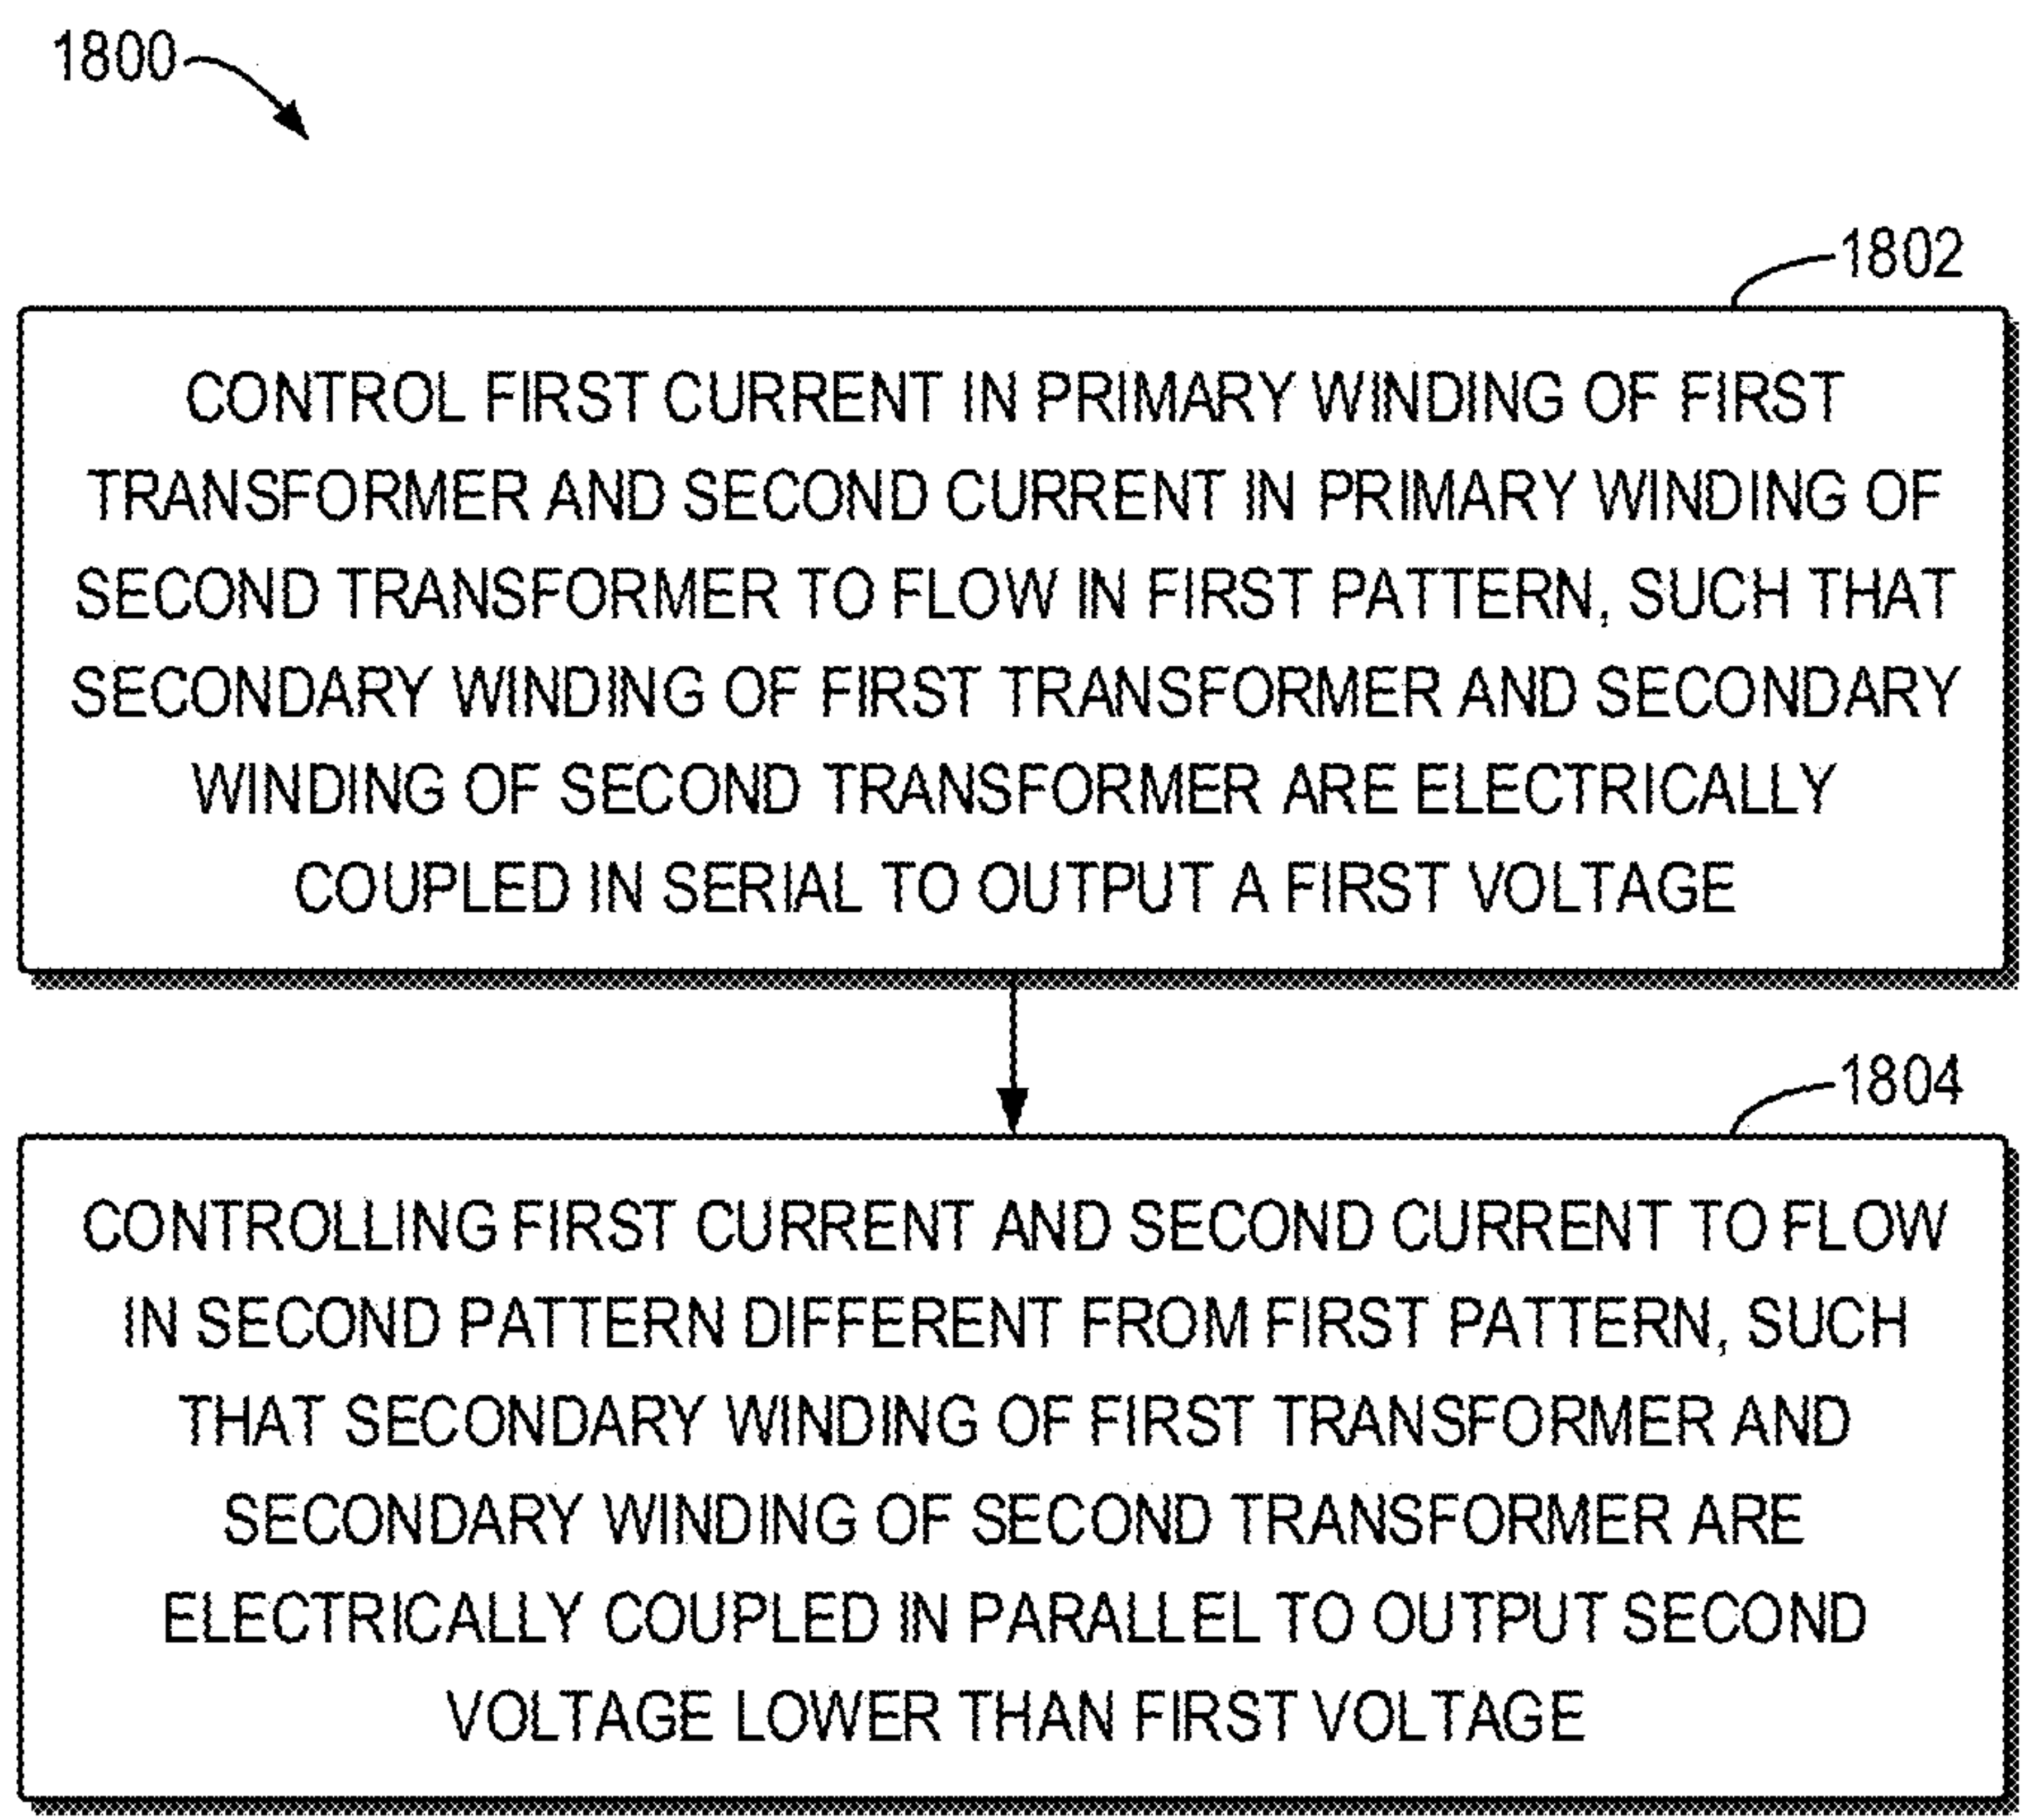 1800
1802
CONTROL FIRST CURRENT IN PRIMARY WINDING OF FIRST
TRANSFORMER AND SECOND CURRENT IN PRIMARY WINDING OF
SECOND TRANSFORMER TO FLOW IN FIRST PATTERN, SUCH THAT
SECONDARY WINDING OF FIRST TRANSFORMER AND SECONDARY
WINDING OF SECOND TRANSFORMER ARE ELECTRICALLY
COUPLED IN SERIAL TO OUTPUT A FIRST VOLTAGE
1804
CONTROLLING FIRST CURRENT AND SECOND CURRENT TO FLOW
IN SECOND PATTERN DIFFERENT FROM FIRST PATTERN, SUCH
THAT SECONDARY WINDING OF FIRST TRANSFORMER AND
SECONDARY WINDING OF SECOND TRANSFORMER ARE
ELECTRICALLY COUPLED IN PARALLEL TO OUTPUT SECOND
VOLTAGE LOWER THAN FIRST VOLTAGE